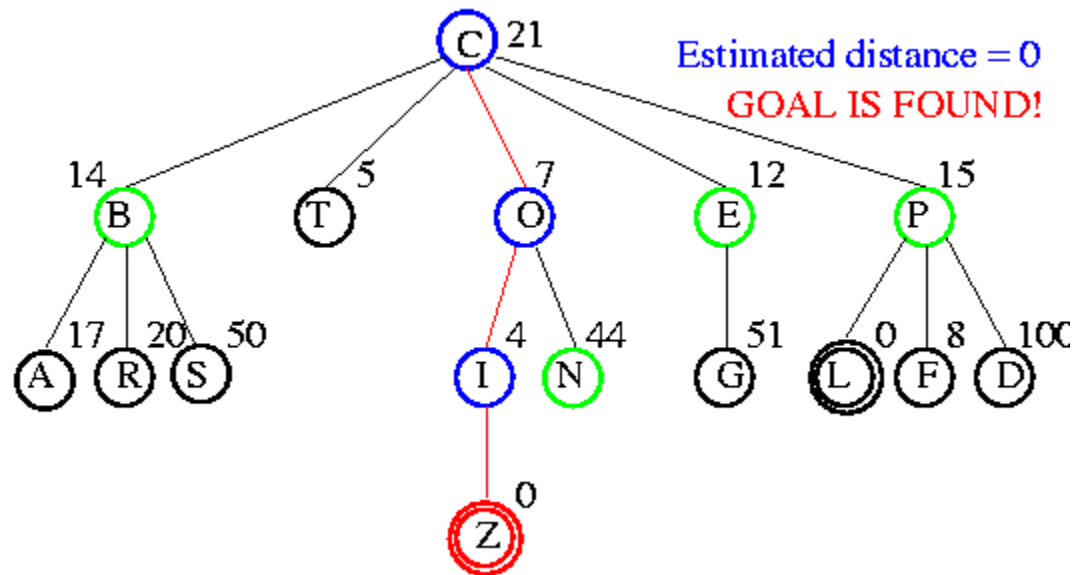 C 21
Estimated distance = 0
GOAL IS FOUND!
14 5 7 12 15
B T O E P
17 20 50 4 44 51 0 8 100
A R S I N G L F D
0
Z